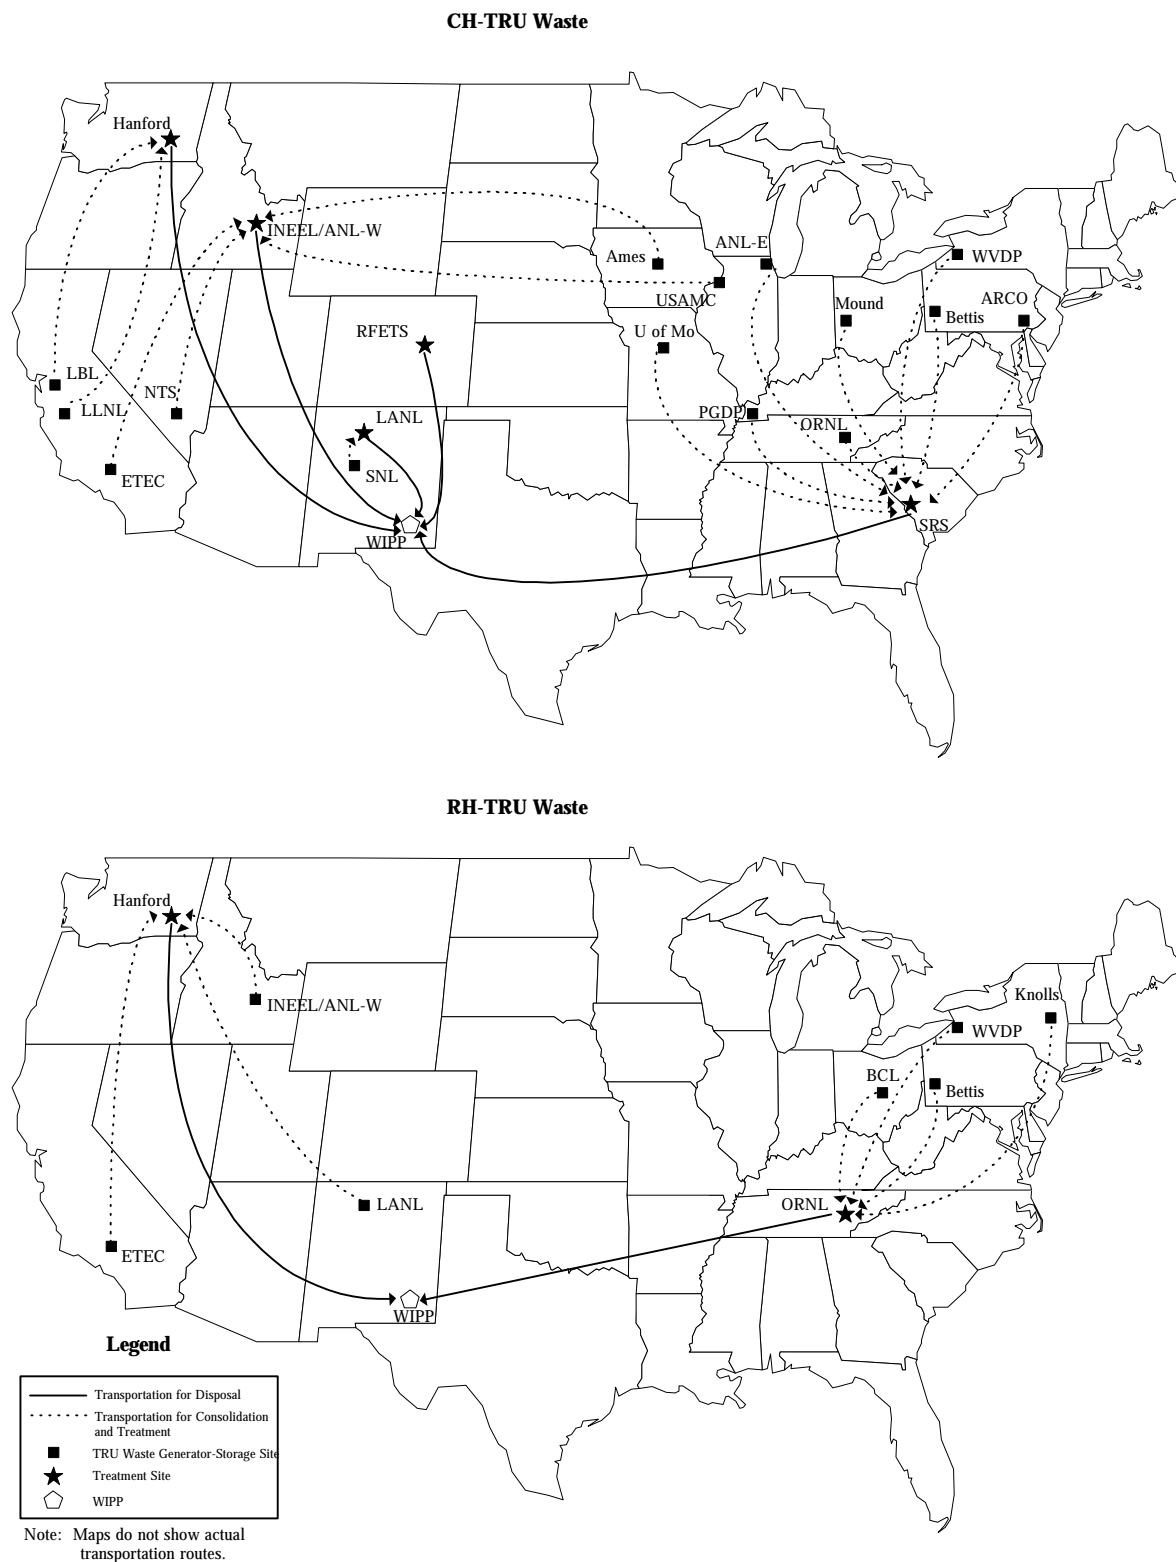 CH-TRU Waste
Hanford
INEEL/ANL-W
Ames
ANL-E
USAMC
WVDP
ARCO
Bettis
Mound
RFETS
U of Mo
LBL
LLNL
NTS
LANL
PGDP
ORNL
SNL
ETEC
SRS
WIPP
RH-TRU Waste
Hanford
INEEL/ANL-W
Knolls
WVDP
BCL
Bettis
LANL
ORNL
ETEC
WIPP
Legend
Transportation for Disposal
Transportation for Consolidation
and Treatment
TRU Waste Generator-Storage Site
Treatment Site
WIPP
Note: Maps do not show actual
transportation routes.